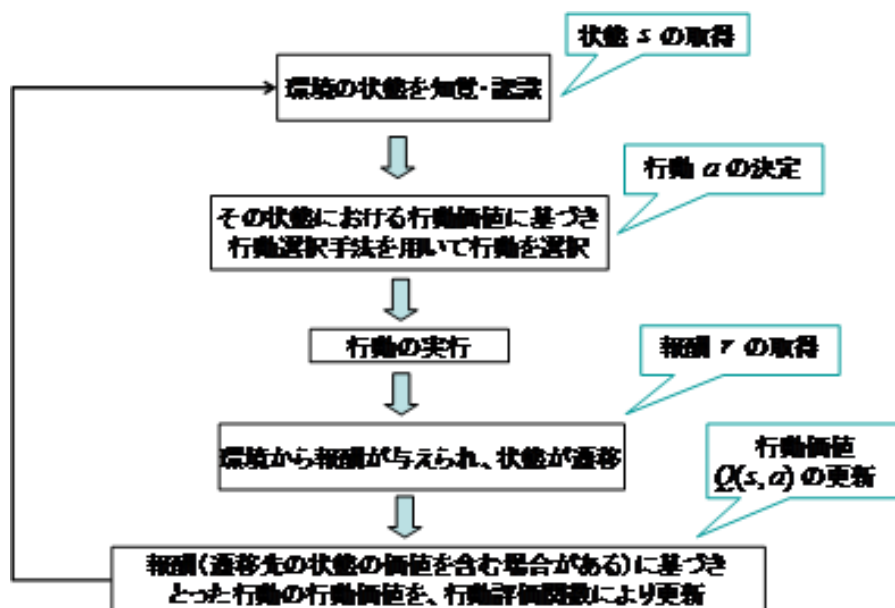 状態 s の取得
環境の状態を知覚・認識
行動 a の決定
その状態における行動価値に基づき
行動選択手法を用いて行動を選択
行動の実行
報酬 r の取得
環境から報酬が与えられ、状態が遷移
行動価値
Q(s,a) の更新
報酬(遷移先の状態の価値を含む場合がある)に基づき
とった行動の行動価値を、行動評価関数により更新